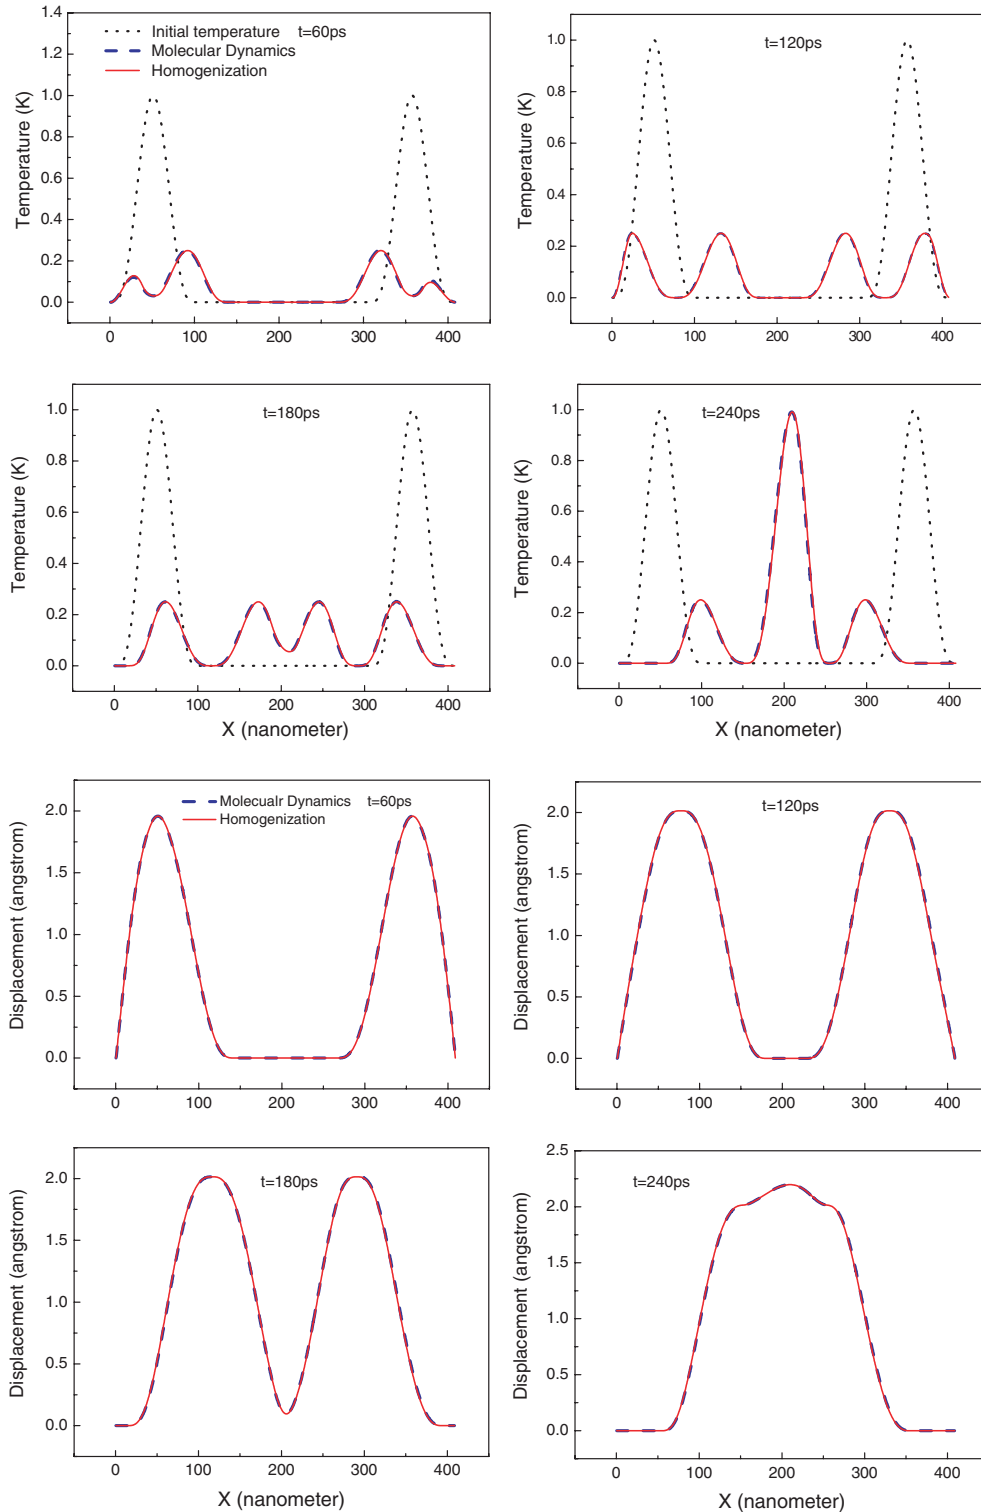 1.4
1.2
1.0
0.8
0.6
0.4
0.2
0.0
Temperature (K)
Initial temperature t=60ps
Molecular Dynamics
Homogenization
0 100 200 300 400
1.0
0.8
0.6
0.4
0.2
0.0
Temperature (K)
t=120ps
0 100 200 300 400
1.0
0.8
0.6
0.4
0.2
0.0
Temperature (K)
t=180ps
0 100 200 300 400
X (nanometer)
1.0
0.8
0.6
0.4
0.2
0.0
Temperature (K)
t=240ps
0 100 200 300 400
X (nanometer)
2.0
1.5
1.0
0.5
0.0
Displacement (angstrom)
Molecualr Dynamics t=60ps
Homogenization
0 100 200 300 400
2.0
1.5
1.0
0.5
0.0
Displacement (angstrom)
t=120ps
0 100 200 300 400
2.0
1.5
1.0
0.5
0.0
Displacement (angstrom)
t=180ps
0 100 200 300 400
X (nanometer)
2.5
2.0
1.5
1.0
0.5
0.0
Displacement (angstrom)
t=240ps
0 100 200 300 400
X (nanometer)